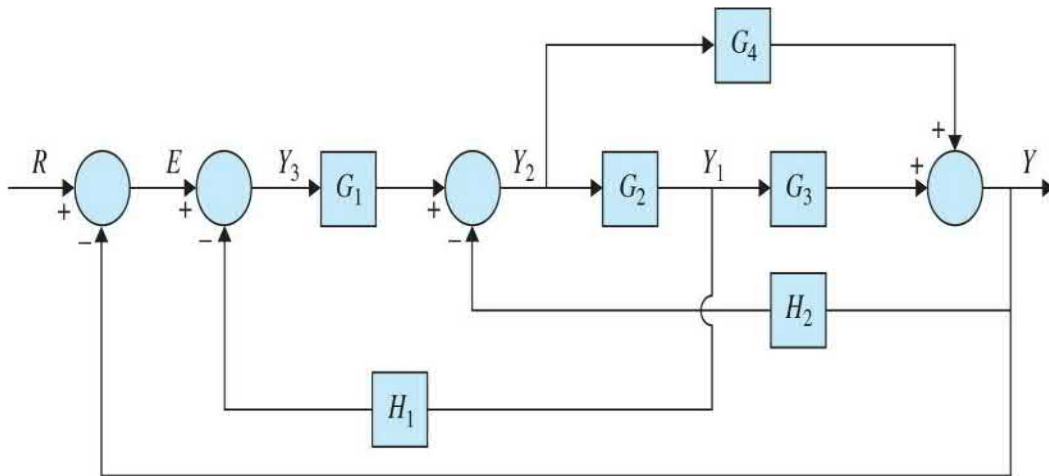 G₄
+
R
E
Y₃
G₁
Y₂
G₂
Y₁
G₃
+
Y
+
−
+
−
+
−
H₂
H₁